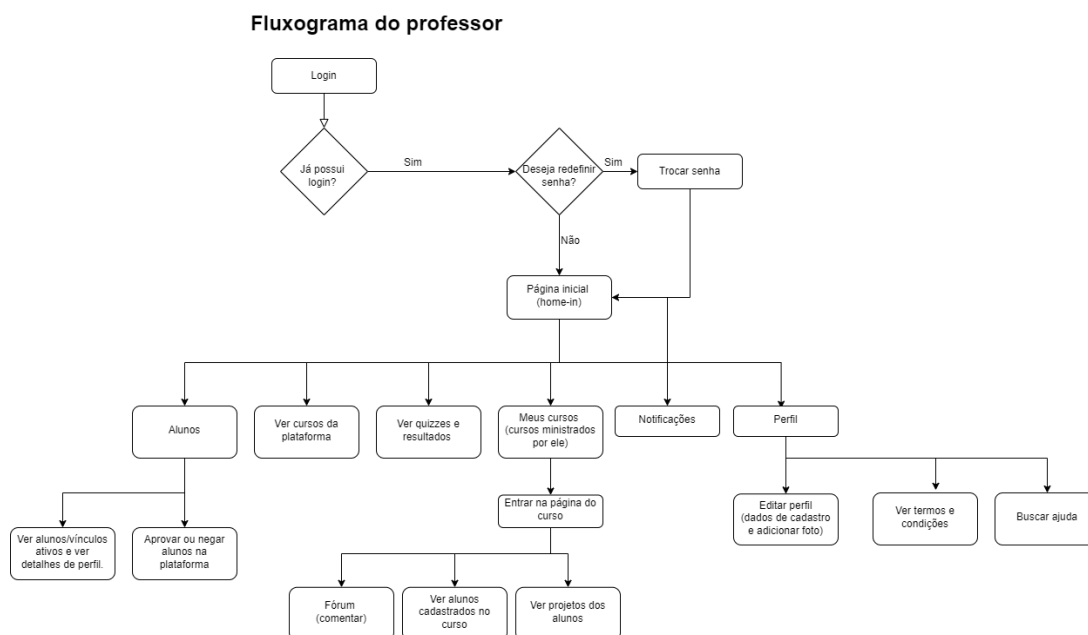 Fluxograma do professor
Login
Já possui
login?
Sim
Deseja redefinir
senha?
Sim
Trocar senha
Não
Página inicial
(home-in)
Alunos
Ver cursos da
plataforma
Ver quizzes e
resultados
Meus cursos
(cursos ministrados
por ele)
Notificações
Perfil
Entrar na página do
curso
Editar perfil
(dados de cadastro
e adicionar foto)
Ver termos e
condições
Buscar ajuda
Ver alunos/vínculos
ativos e ver
detalhes de perfil.
Aprovar ou negar
alunos na
plataforma
Fórum
(comentar)
Ver alunos
cadastrados no
curso
Ver projetos dos
alunos